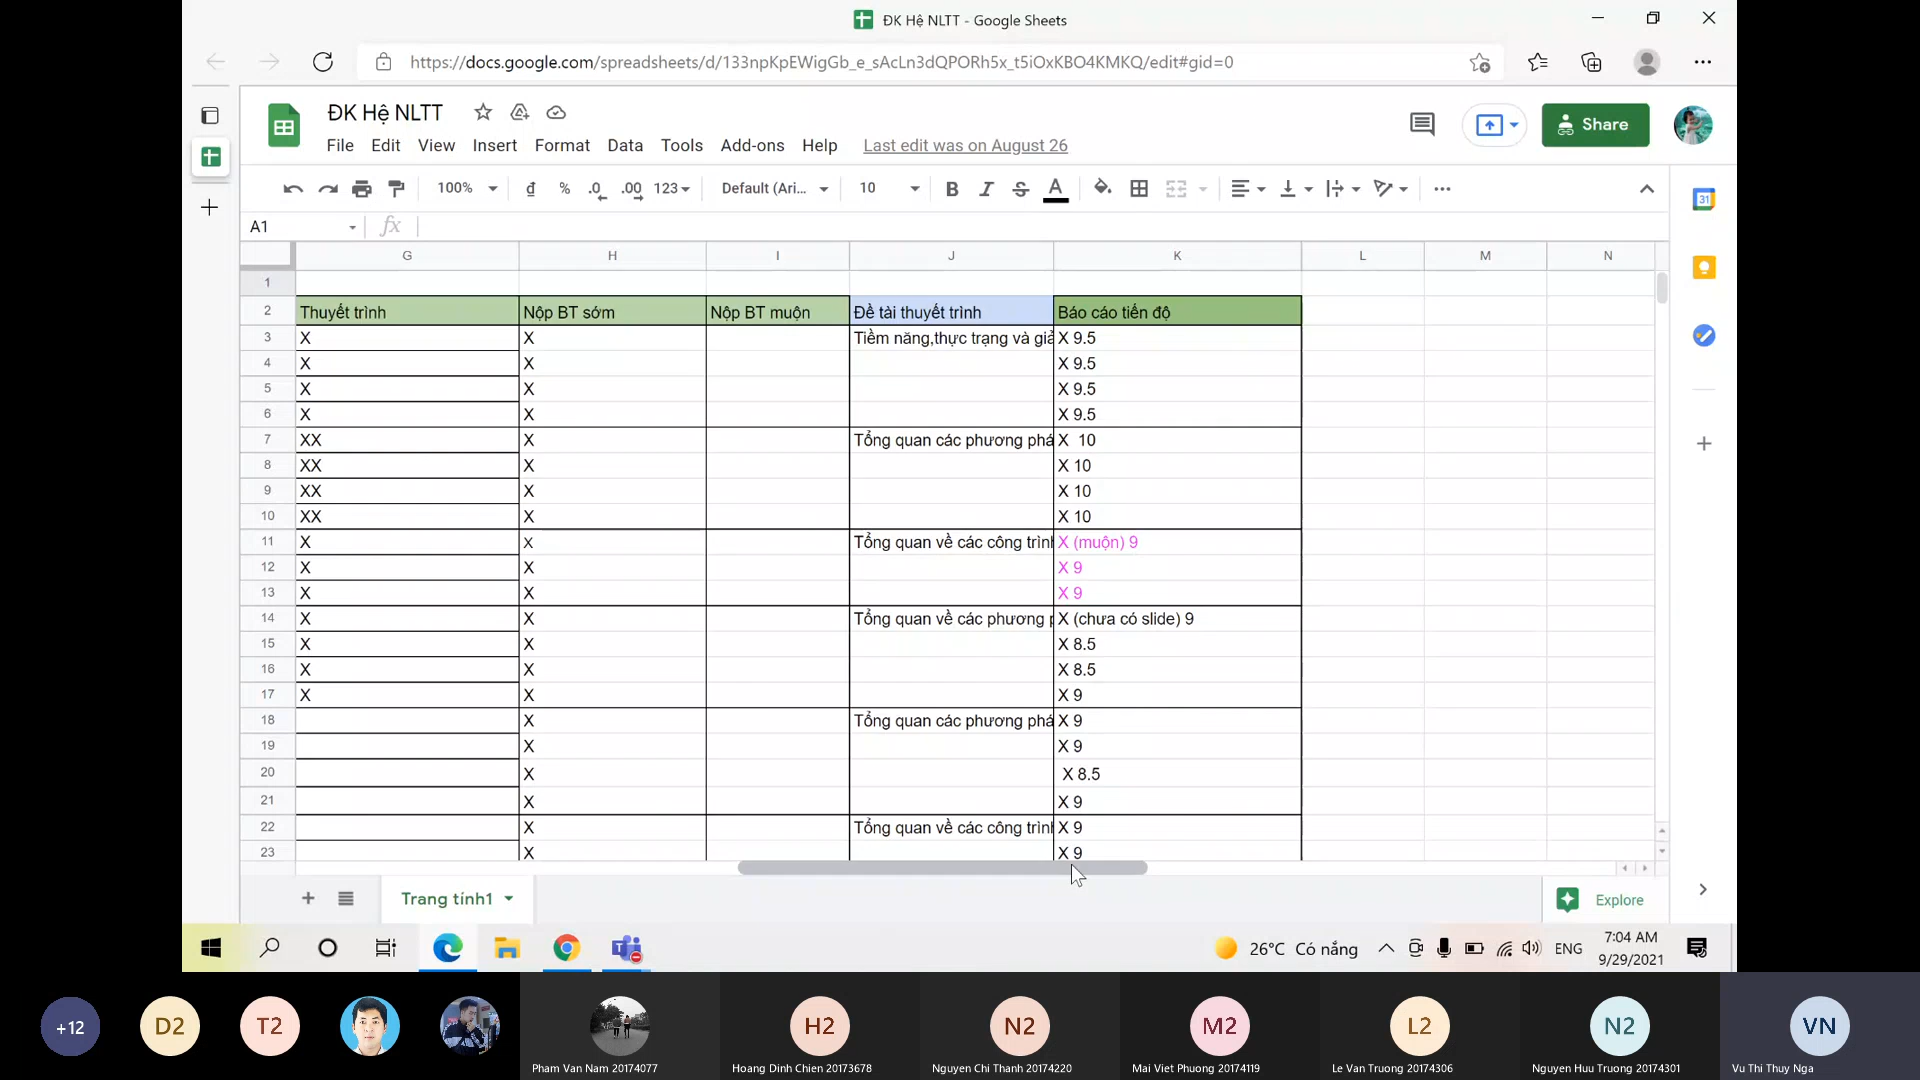 ĐK Hệ NLTT - Google Sheets
https://docs.google.com/spreadsheets/d/133npKpEWigGb_e_sAcLn3dQPORh5x_t5iOxKBO4KMKQ/edit#gid=0
ĐK Hệ NLTT
File Edit View Insert Format Data Tools Add-ons Help Last edit was on August 26
Share
100% đ % .0 .00 123 Default (Ari... 10 B I S A
31
A1 fx
G H I J K L M N
1
2 Thuyết trình Nộp BT sớm Nộp BT muộn Đề tài thuyết trình Báo cáo tiến độ
3 X X Tiềm năng,thực trạng và giả X 9.5
4 X X X 9.5
5 X X X 9.5
6 X X X 9.5
7 XX X Tổng quan các phương phá X 10
8 XX X X 10
9 XX X X 10
10 XX X X 10
11 X X Tổng quan về các công trình X (muộn) 9
12 X X X 9
13 X X X 9
14 X X Tổng quan về các phương p X (chưa có slide) 9
15 X X X 8.5
16 X X X 8.5
17 X X X 9
18 X Tổng quan các phương phá X 9
19 X X 9
20 X X 8.5
21 X X 9
22 X Tổng quan về các công trình X 9
23 X X 9
Trang tính1
Explore
26°C Có nắng ENG 7:04 AM
9/29/2021
+12 D2 T2 H2 N2 M2 L2 N2 VN
Pham Van Nam 20174077 Hoang Dinh Chien 20173678 Nguyen Chi Thanh 20174220 Mai Viet Phuong 20174119 Le Van Truong 20174306 Nguyen Huu Truong 20174301 Vu Thi Thuy Nga